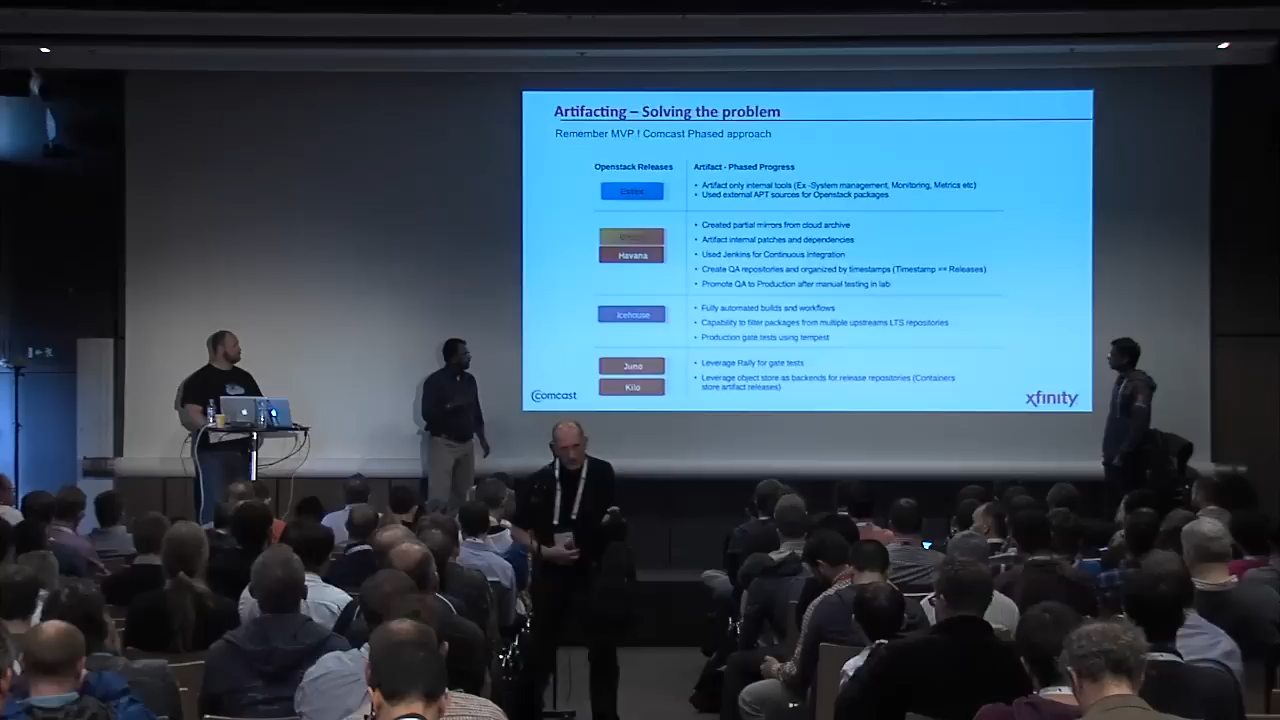 Artifacting – Solving the problem
Remember MVP ! Comcast Phased approach
Openstack Releases
Artifact - Phased Progress
Essex
• Artifact only internal tools (Ex -System management, Monitoring, Metrics etc)
• Used external APT sources for Openstack packages
Havana
• Created partial mirrors from cloud archive
• Artifact internal patches and dependencies
• Used Jenkins for Continuous Integration
• Create QA repositories and organized by timestamps (Timestamp == Releases)
• Promote QA to Production after manual testing in lab
Icehouse
• Fully automated builds and workflows
• Capability to filter packages from multiple upstreams LTS repositories
• Production gate tests using tempest
Juno
Kilo
• Leverage Rally for gate tests
• Leverage object store as backends for release repositories (Containers
store artifact releases)
comcast
xfinity